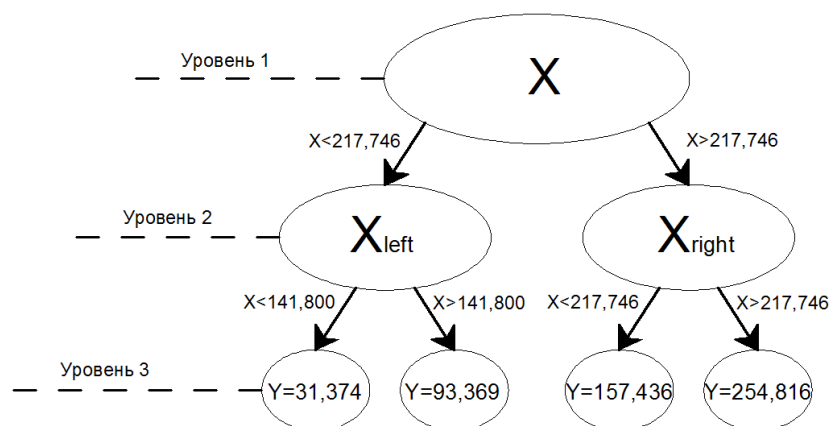 Уровень 1
X
X<217,746
X>217,746
Уровень 2
Xleft
Xright
X<141,800
X>141,800
X<217,746
X>217,746
Уровень 3
Y=31,374
Y=93,369
Y=157,436
Y=254,816